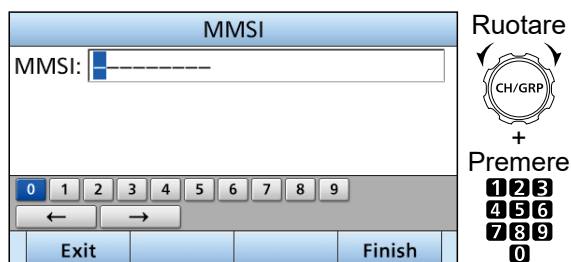 MMSI
MMSI: – – – – – – – – –
0 1 2 3 4 5 6 7 8 9
← →
Exit Finish
Ruotare
CH/GRP
+
Premere
1 2 3
4 5 6
7 8 9
0